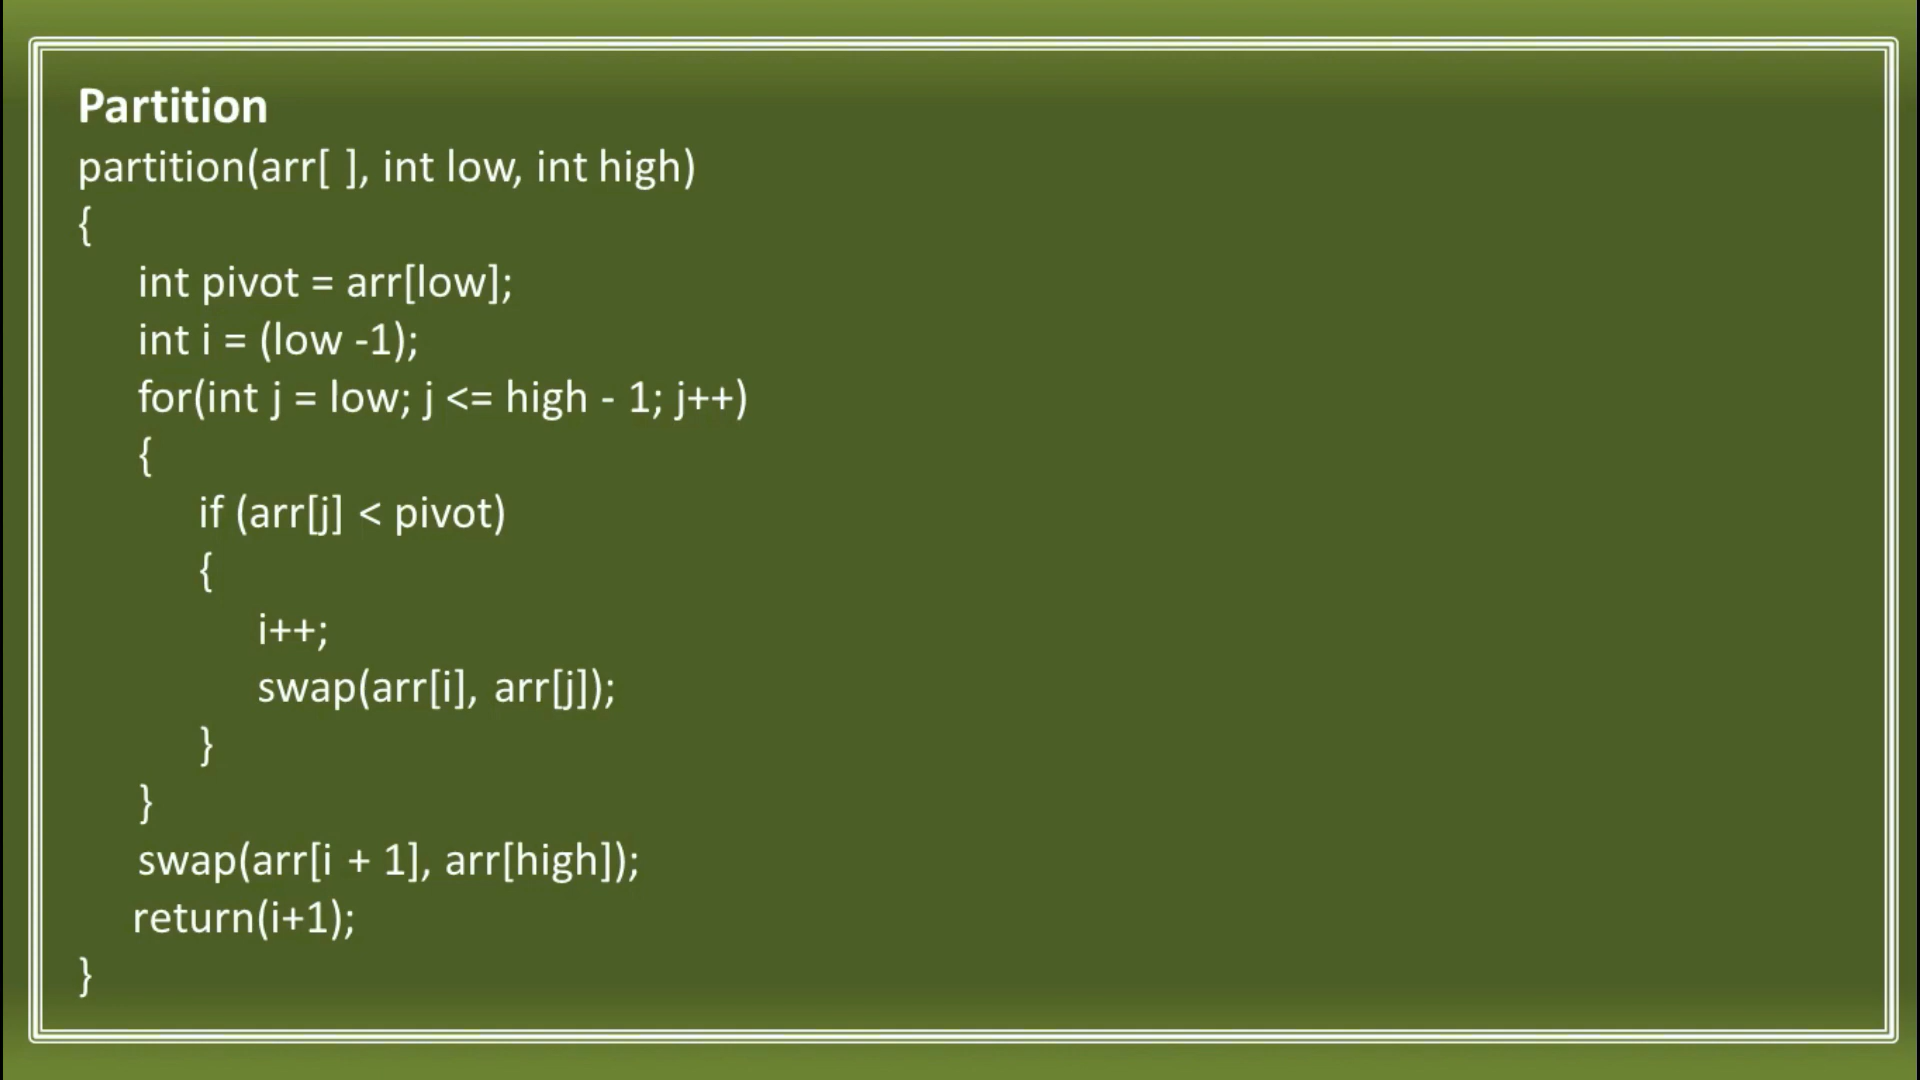 Partition
partition(arr[ ], int low, int high)
{
int pivot = arr[low];
int i = (low -1);
for(int j = low; j <= high - 1; j++)
{
if (arr[j] < pivot)
{
i++;
swap(arr[i], arr[j]);
}
}
swap(arr[i + 1], arr[high]);
return(i+1);
}